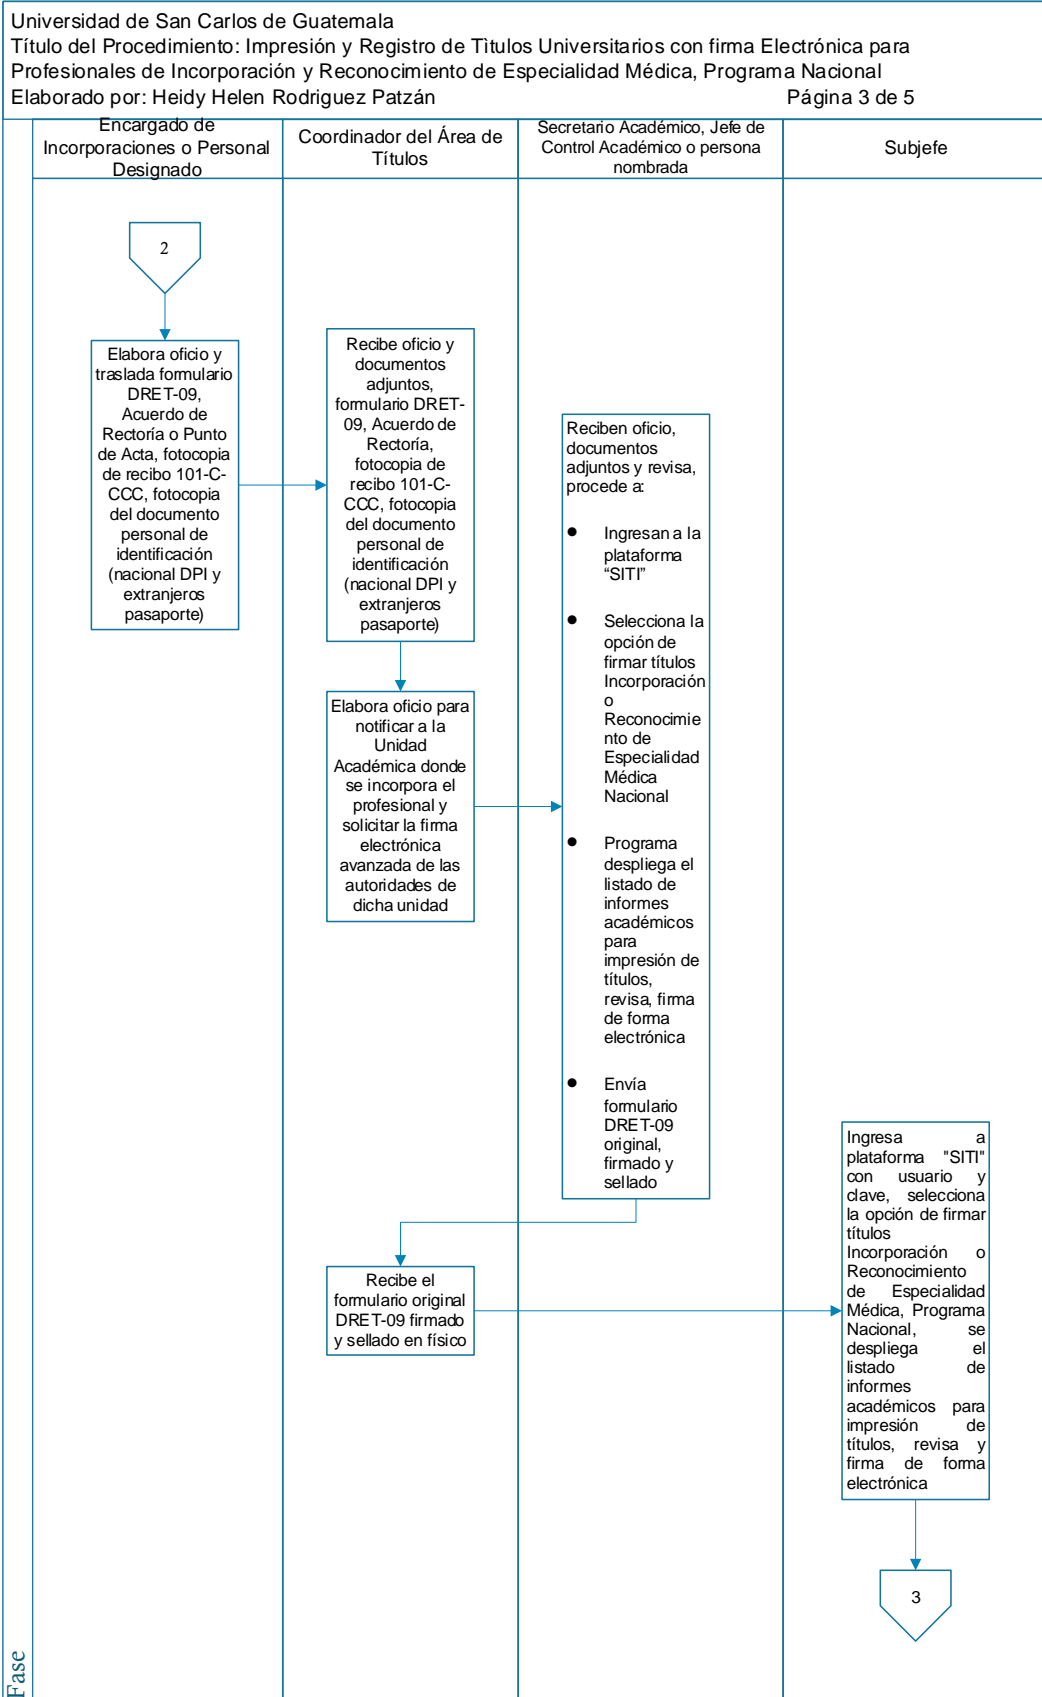 Universidad de San Carlos de Guatemala
Título del Procedimiento: Impresión y Registro de Tìtulos Universitarios con firma Electrónica para
Profesionales de Incorporación y Reconocimiento de Especialidad Médica, Programa Nacional
Elaborado por: Heidy Helen Rodriguez Patzán Página 3 de 5
Encargado de
Incorporaciones o Personal
Designado
Coordinador del Área de
Títulos
Secretario Académico, Jefe de
Control Académico o persona
nombrada
Subjefe
2
Elabora oficio y
traslada formulario
DRET-09,
Acuerdo de
Rectoría o Punto
de Acta, fotocopia
de recibo 101-C-
CCC, fotocopia
del documento
personal de
identificación
(nacional DPI y
extranjeros
pasaporte)
Recibe oficio y
documentos
adjuntos,
formulario DRET-
09, Acuerdo de
Rectoría,
fotocopia de
recibo 101-C-
CCC, fotocopia
del documento
personal de
identificación
(nacional DPI y
extranjeros
pasaporte)
Elabora oficio para
notificar a la
Unidad
Académica donde
se incorpora el
profesional y
solicitar la firma
electrónica
avanzada de las
autoridades de
dicha unidad
Reciben oficio,
documentos
adjuntos y revisa,
procede a:
● Ingresan a la
plataforma
“SITI”
● Selecciona la
opción de
firmar títulos
Incorporación
o
Reconocimie
nto de
Especialidad
Médica
Nacional
● Programa
despliega el
listado de
informes
académicos
para
impresión de
títulos,
revisa, firma
de forma
electrónica
● Envía
formulario
DRET-09
original,
firmado y
sellado
Recibe el
formulario original
DRET-09 firmado
y sellado en físico
Ingresa a
plataforma "SITI"
con usuario y
clave, selecciona
la opción de firmar
títulos
Incorporación o
Reconocimiento
de Especialidad
Médica, Programa
Nacional, se
despliega el
listado de
informes
académicos para
impresión de
títulos, revisa y
firma de forma
electrónica
3
Fase